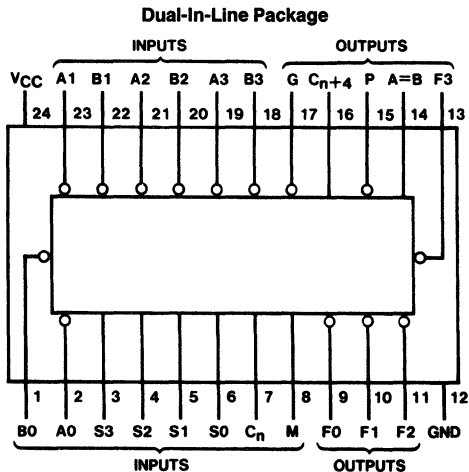 Dual-In-Line Package
INPUTS OUTPUTS
VCC A1 B1 A2 B2 A3 B3 G Cn+4 P A=B F3
24 23 22 21 20 19 18 17 16 15 14 13
1 2 3 4 5 6 7 8 9 10 11 12
B0 A0 S3 S2 S1 S0 Cn M F0 F1 F2 GND
INPUTS OUTPUTS